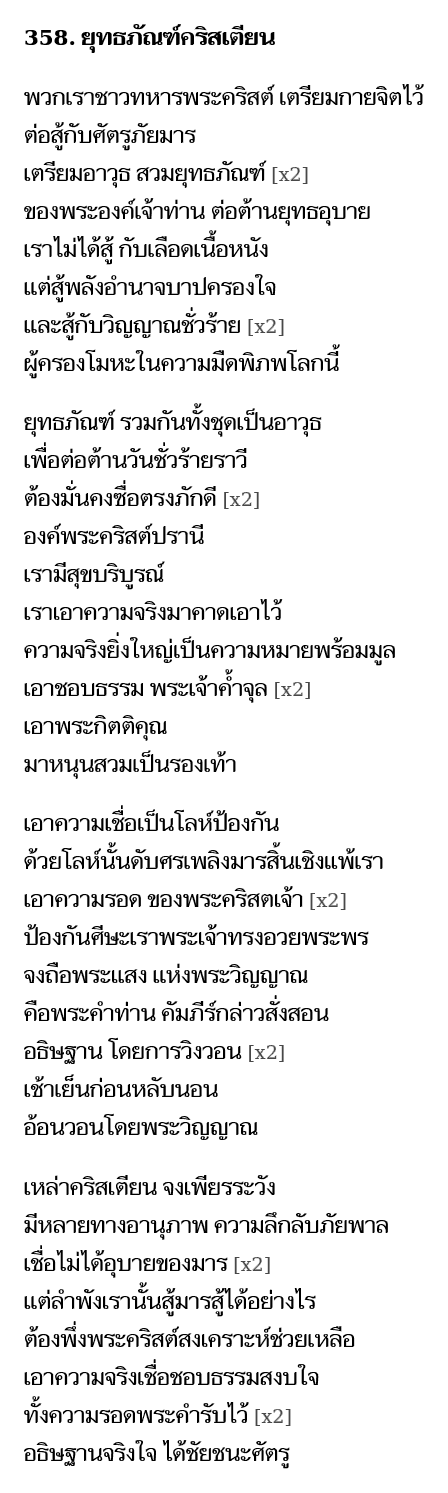 358. ยุทธภัณฑ์คริสเตียน
พวกเราชาวทหารพระคริสต์ เตรียมกายจิตไว้
ต่อสู้กับศัตรูภัยมาร
เตรียมอาวุธ สวมยุทธภัณฑ์ [x2]
ของพระองค์เจ้าท่าน ต่อต้านยุทธอุบาย
เราไม่ได้สู้ กับเลือดเนื้อหนัง
แต่สู้พลังอำนาจบาปครองใจ
และสู้กับวิญญาณชั่วร้าย [x2]
ผู้ครองโมหะในความมืดพิภพโลกนี้
ยุทธภัณฑ์ รวมกันทั้งชุดเป็นอาวุธ
เพื่อต่อต้านวันชั่วร้ายราวี
ต้องมั่นคงซื่อตรงภักดี [x2]
องค์พระคริสต์ปรานี
เรามีสุขบริบูรณ์
เราเอาความจริงมาคาดเอาไว้
ความจริงยิ่งใหญ่เป็นความหมายพร้อมมูล
เอาชอบธรรม พระเจ้าค้ำจุล [x2]
เอาพระกิตติคุณ
มาหนุนสวมเป็นรองเท้า
เอาความเชื่อเป็นโลห์ป้องกัน
ด้วยโลห์นั้นดับศรเพลิงมารสิ้นเชิงแพ้เรา
เอาความรอด ของพระคริสตเจ้า [x2]
ป้องกันศีษะเราพระเจ้าทรงอวยพระพร
จงถือพระแสง แห่งพระวิญญาณ
คือพระคำท่าน คัมภีร์กล่าวสั่งสอน
อธิษฐาน โดยการวิงวอน [x2]
เช้าเย็นก่อนหลับนอน
อ้อนวอนโดยพระวิญญาณ
เหล่าคริสเตียน จงเพียรระวัง
มีหลายทางอานุภาพ ความลึกลับภัยพาล
เชื่อไม่ได้อุบายของมาร [x2]
แต่ลำพังเรานั้นสู้มารสู้ได้อย่างไร
ต้องพึ่งพระคริสต์สงเคราะห์ช่วยเหลือ
เอาความจริงเชื่อชอบธรรมสงบใจ
ทั้งความรอดพระคำรับไว้ [x2]
อธิษฐานจริงใจ ได้ชัยชนะศัตรู